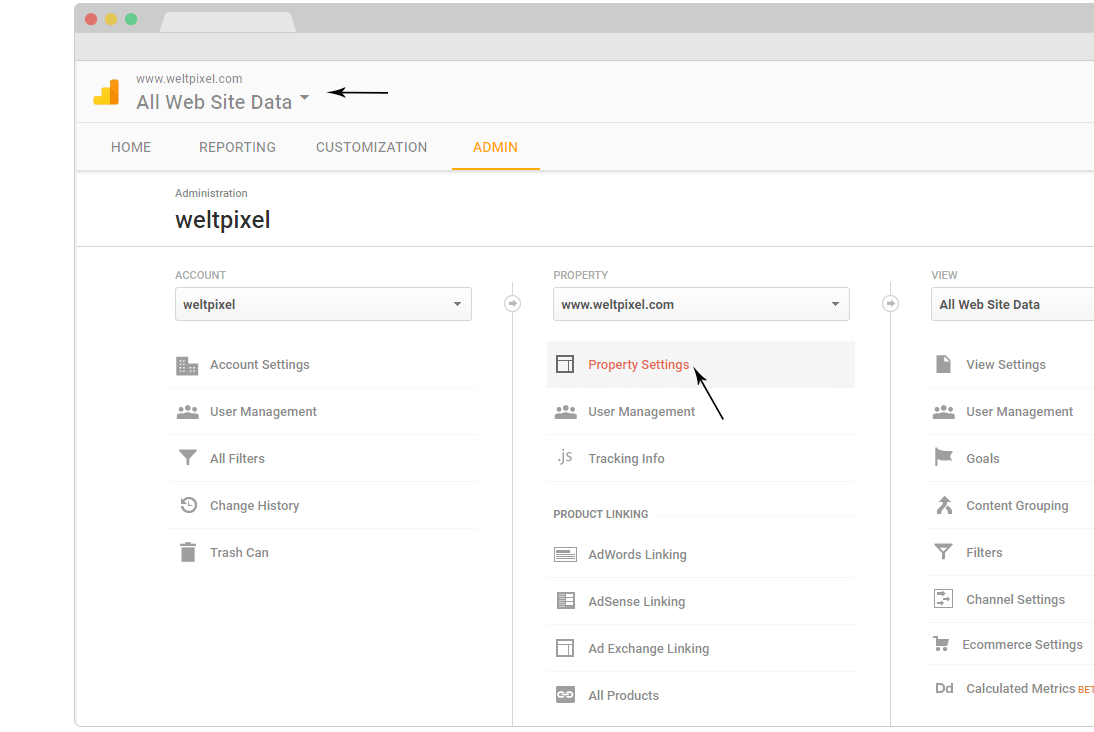 www.weltpixel.com
All Web Site Data
HOME REPORTING CUSTOMIZATION ADMIN
Administration
weltpixel
ACCOUNT
weltpixel
Account Settings
User Management
All Filters
Change History
Trash Can
PROPERTY
www.weltpixel.com
Property Settings
User Management
.js Tracking Info
PRODUCT LINKING
AdWords Linking
AdSense Linking
Ad Exchange Linking
All Products
VIEW
All Web Site Data
View Settings
User Management
Goals
Content Grouping
Filters
Channel Settings
Ecommerce Settings
Dd Calculated Metrics BET